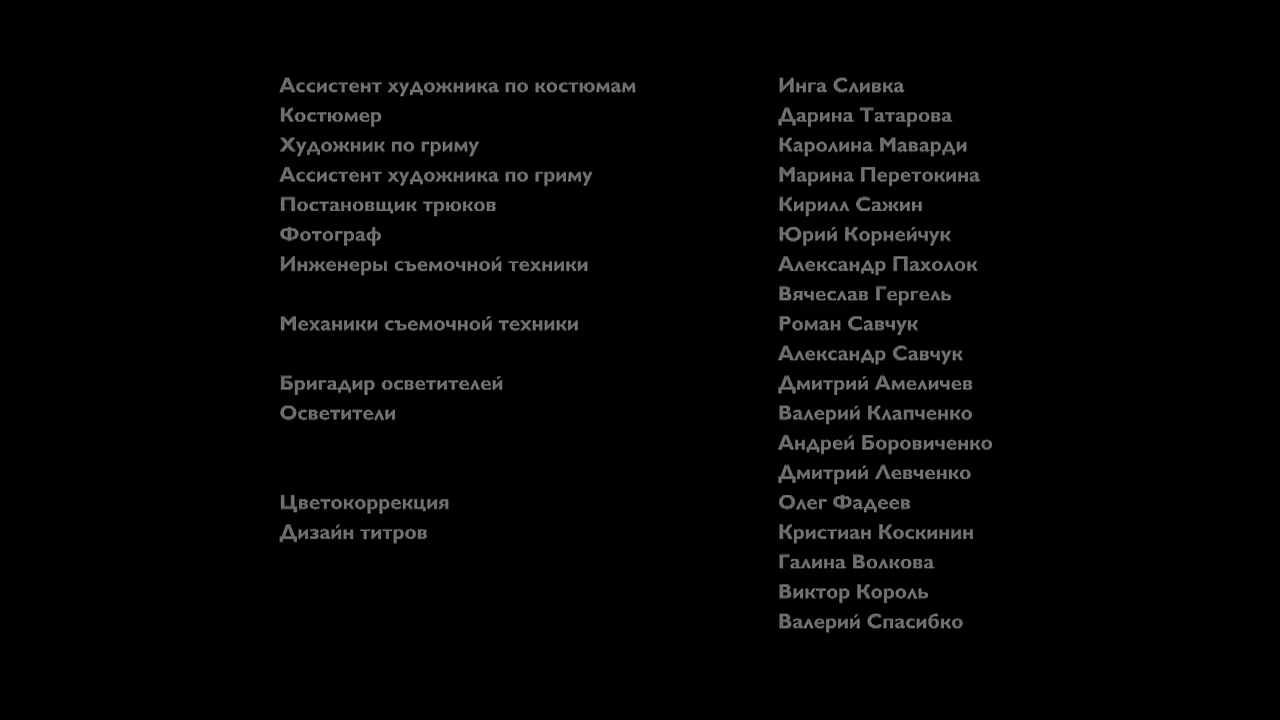 Ассистент художника по костюмам Инга Сливка
Костюмер Дарина Татарова
Художник по гриму Каролина Маварди
Ассистент художника по гриму Марина Перетокина
Постановщик трюков Кирилл Сажин
Фотограф Юрий Корнейчук
Инженеры съемочной техники Александр Пахолок
Вячеслав Гергель
Механики съемочной техники Роман Савчук
Александр Савчук
Бригадир осветителей Дмитрий Амеличев
Осветители Валерий Клапченко
Андрей Боровиченко
Дмитрий Левченко
Цветокоррекция Олег Фадеев
Дизайн титров Кристиан Коскинин
Галина Волкова
Виктор Король
Валерий Спасибко